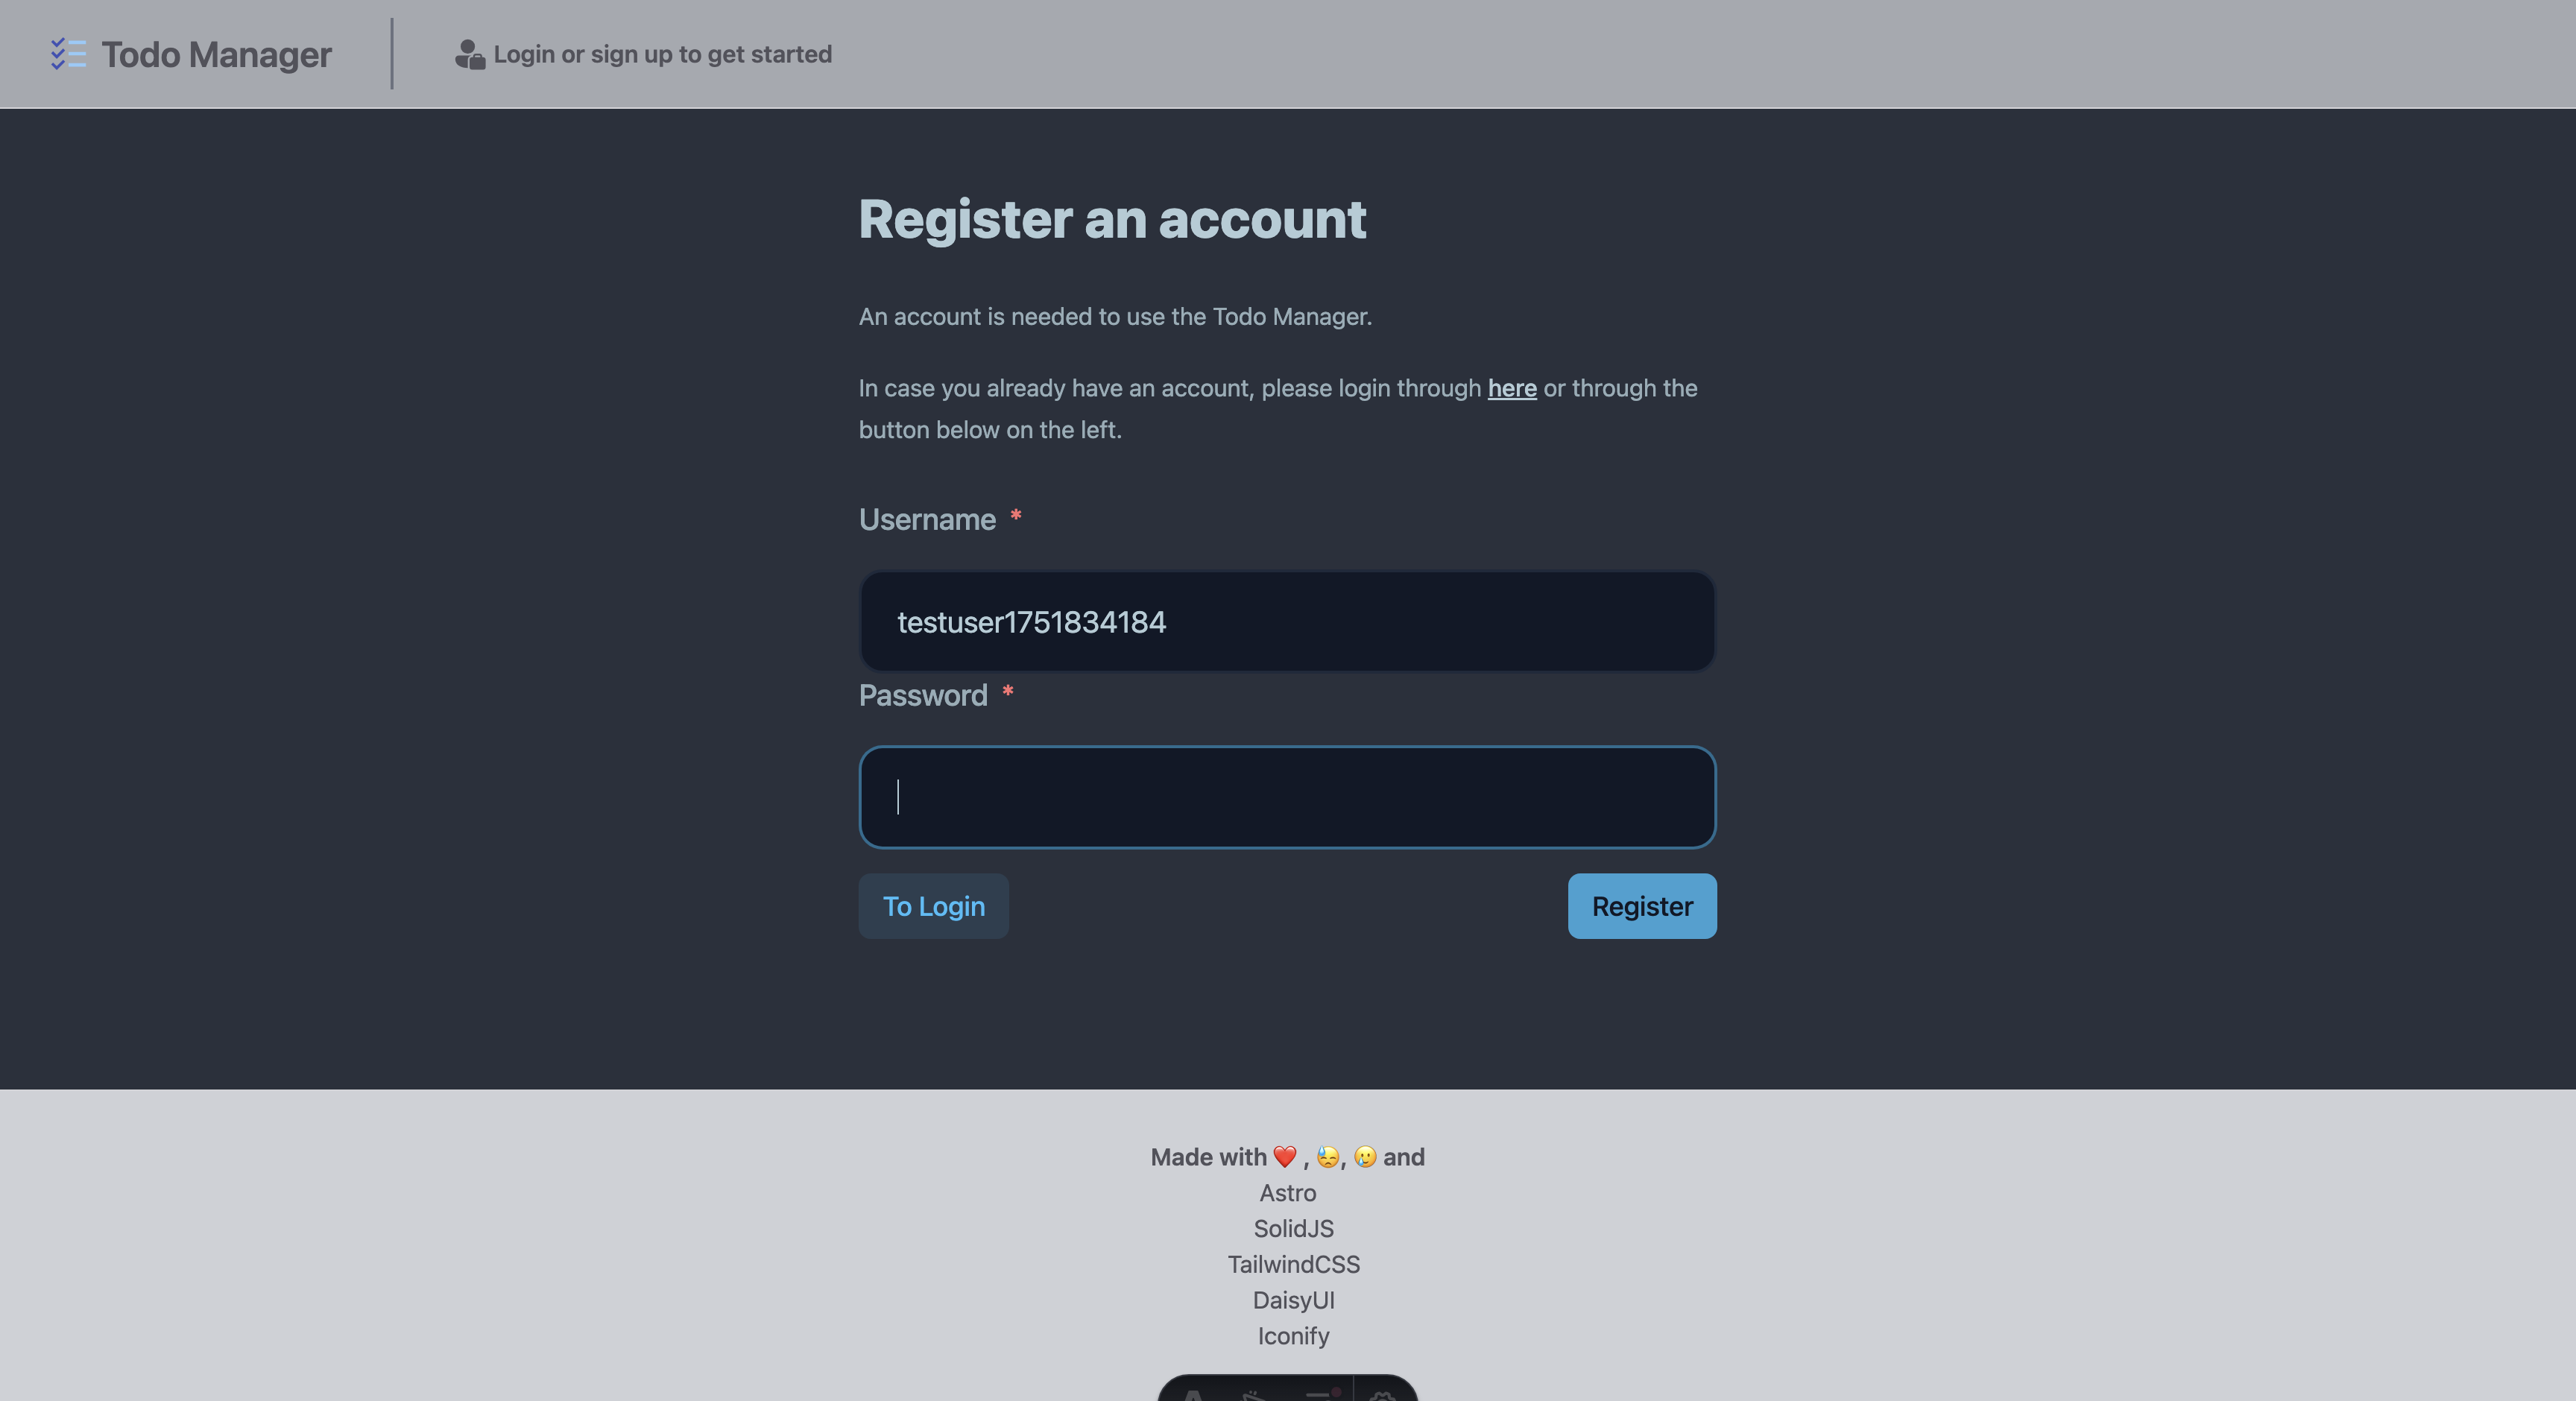 Todo Manager
Login or sign up to get started
Register an account
An account is needed to use the Todo Manager.
In case you already have an account, please login through here or through the
button below on the left.
Username *
testuser1751834184
Password *
To Login
Register
Made with ❤️ , 😓, 🥲 and
Astro
SolidJS
TailwindCSS
DaisyUI
Iconify